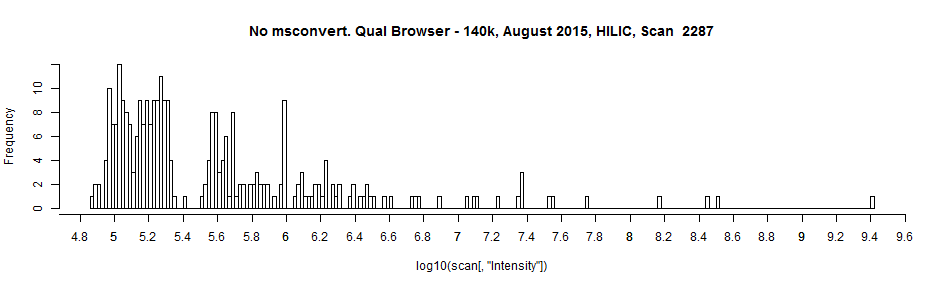 No msconvert. Qual Browser - 140k, August 2015, HILIC, Scan  2287
Frequency
10
8
6
4
2
0
4.8 5 5.2 5.4 5.6 5.8 6 6.2 6.4 6.6 6.8 7 7.2 7.4 7.6 7.8 8 8.2 8.4 8.6 8.8 9 9.2 9.4 9.6
log10(scan[, "Intensity"])